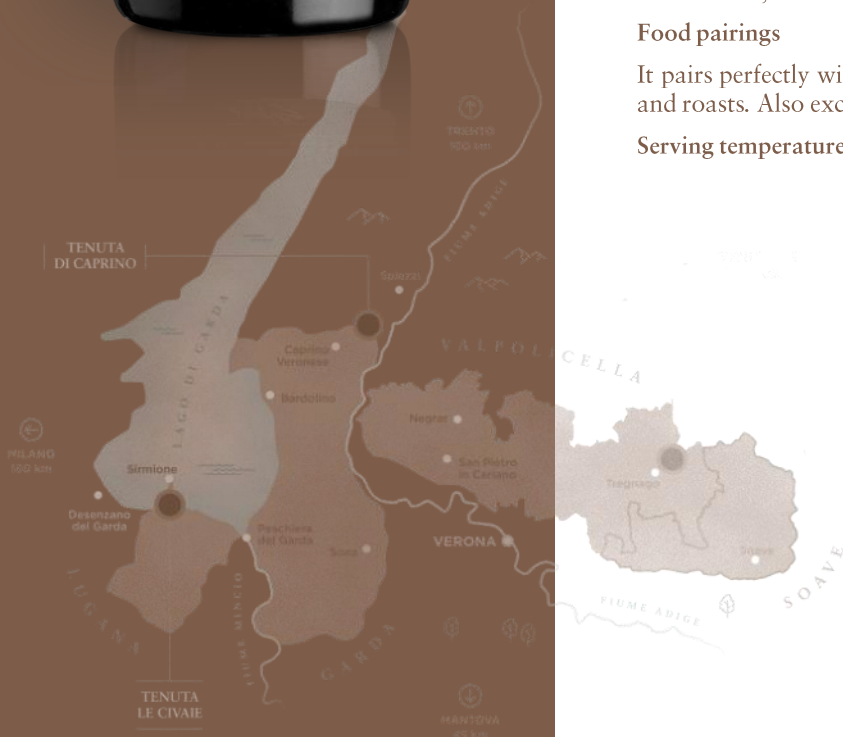 Food pairings
It pairs perfectly wi
and roasts. Also exc
Serving temperature
TRENTO
100 km
FIUME ADIGE
TENUTA
DI CAPRINO
Spiazzi
LAGO DI GARDA
VALPOLICELLA
Caprino
Veronese
Bardolino
Negrar
MILANO
San Pietro
in Cariano
Sirmione
Tregnago
Desenzano
del Garda
Peschiera
del Garda
VERONA
Sona
Soave
SOAVE
LUGANA
FIUME MINCIO
FIUME ADIGE
GARDA
TENUTA
LE CIVAIE
MANTOVA